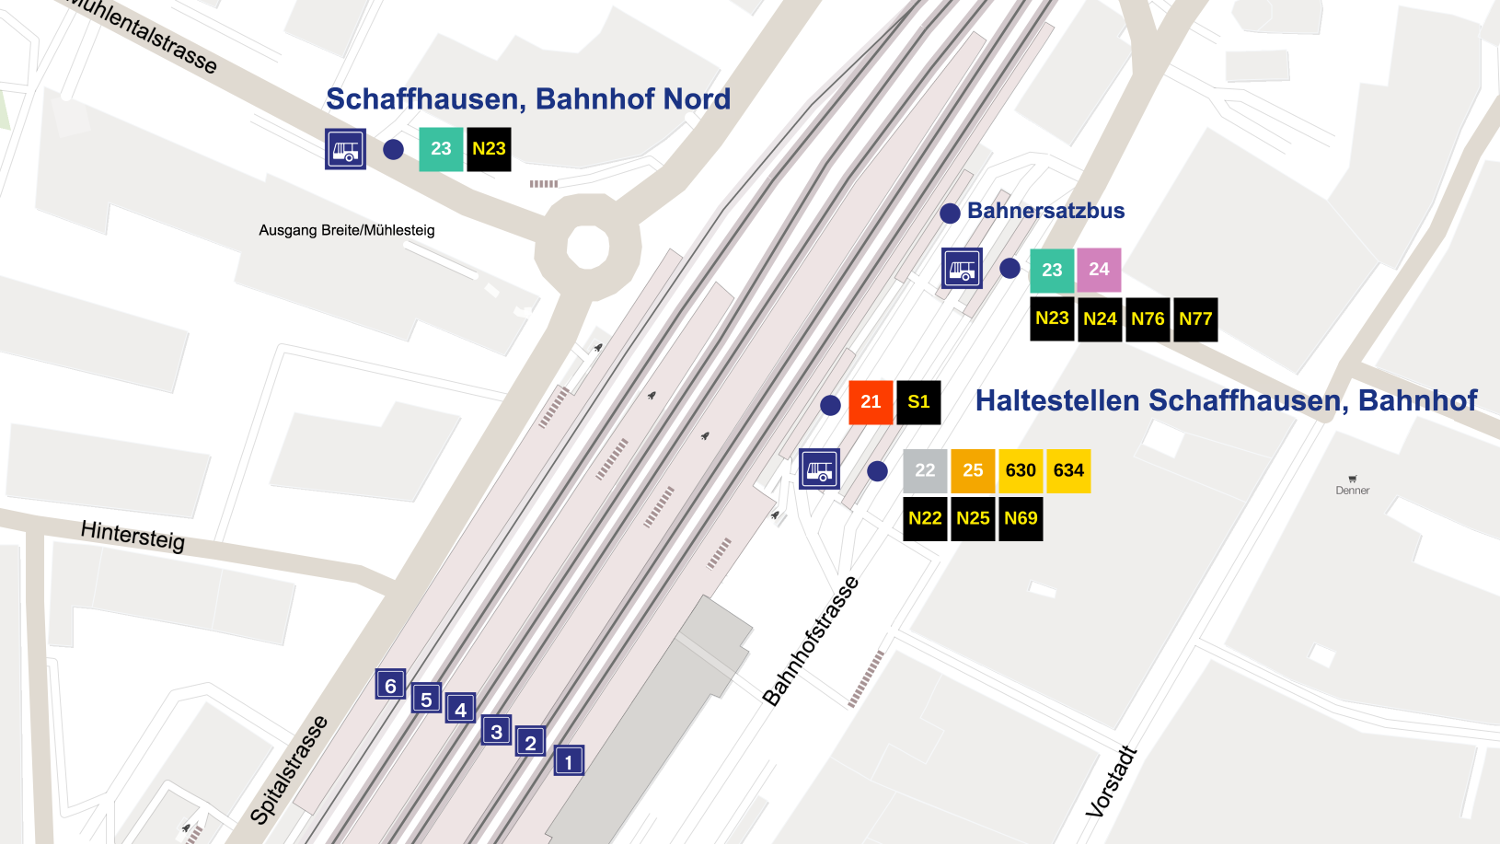 Mühlentalstrasse
Schaffhausen, Bahnhof Nord
23 N23
Ausgang Breite/Mühlesteig
Bahnersatzbus
23 24
N23 N24 N76 N77
21 S1
Haltestellen Schaffhausen, Bahnhof
22 25 630 634
N22 N25 N69
Denner
Hintersteig
Bahnhofstrasse
6 5 4 3 2 1
Spitalstrasse
Vorstadt